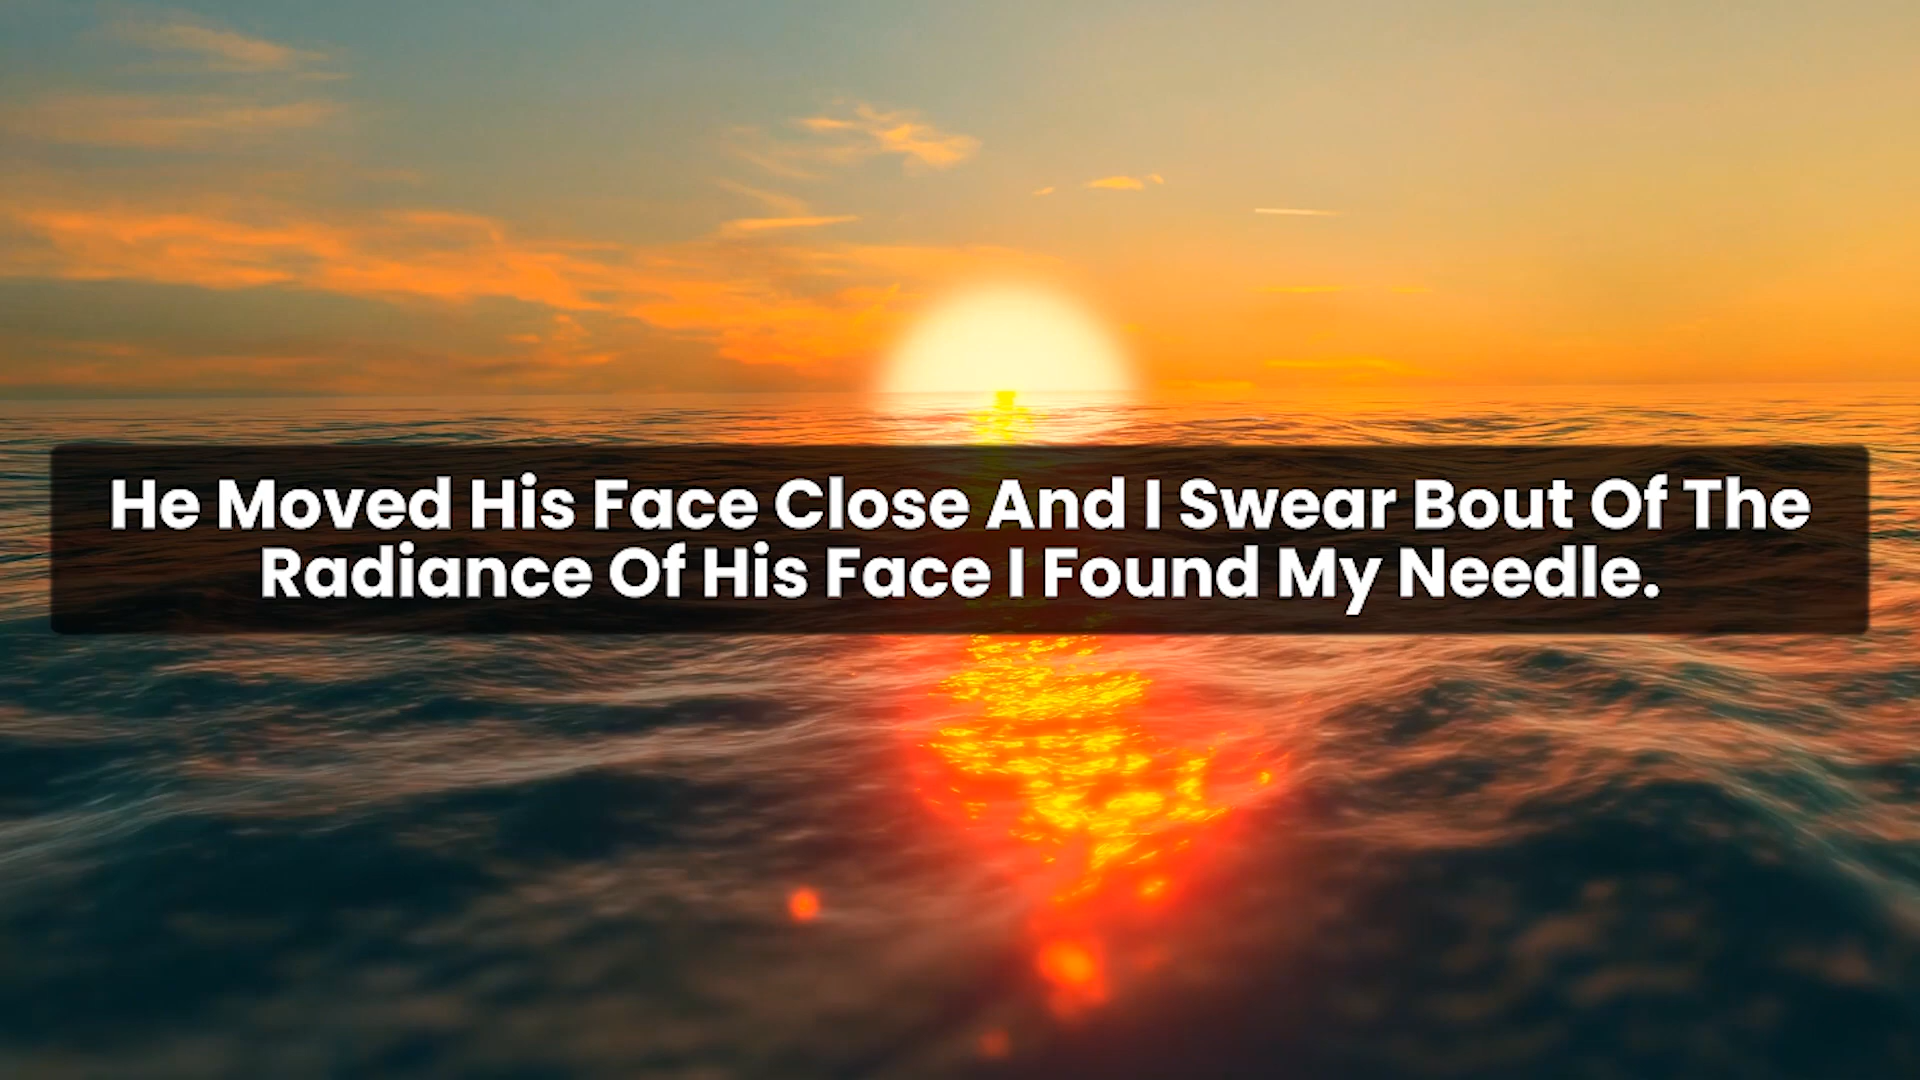 He Moved His Face Close And I Swear Bout Of The
Radiance Of His Face I Found My Needle.